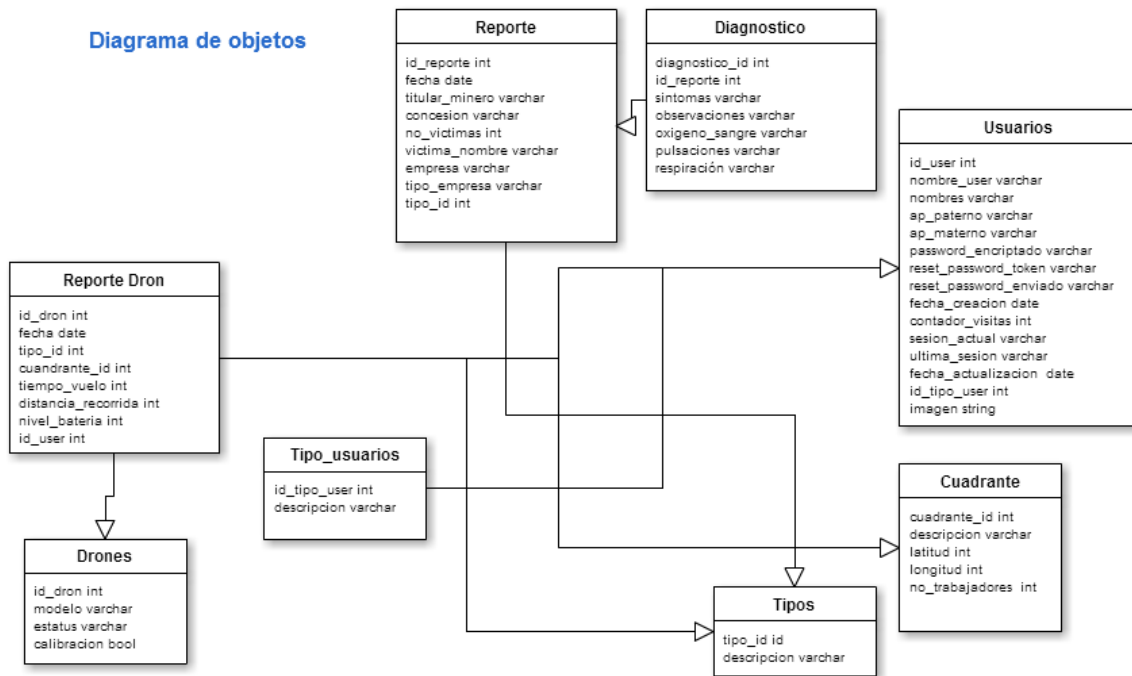 Diagrama de objetos
Reporte
id_reporte int
fecha date
titular_minero varchar
concesion varchar
no_victimas int
victima_nombre varchar
empresa varchar
tipo_empresa varchar
tipo_id int
Diagnostico
diagnostico_id int
id_reporte int
sintomas varchar
observaciones varchar
oxigeno_sangre varchar
pulsaciones varchar
respiración varchar
Usuarios
id_user int
nombre_user varchar
nombres varchar
ap_paterno varchar
ap_materno varchar
password_encriptado varchar
reset_password_token varchar
reset_password_enviado varchar
fecha_creacion date
contador_visitas int
sesion_actual varchar
ultima_sesion varchar
fecha_actualizacion date
id_tipo_user int
imagen string
Reporte Dron
id_dron int
fecha date
tipo_id int
cuandrante_id int
tiempo_vuelo int
distancia_recorrida int
nivel_bateria int
id_user int
Tipo_usuarios
id_tipo_user int
descripcion varchar
Cuadrante
cuadrante_id int
descripcion varchar
latitud int
longitud int
no_trabajadores int
Drones
id_dron int
modelo varchar
estatus varchar
calibracion bool
Tipos
tipo_id id
descripcion varchar